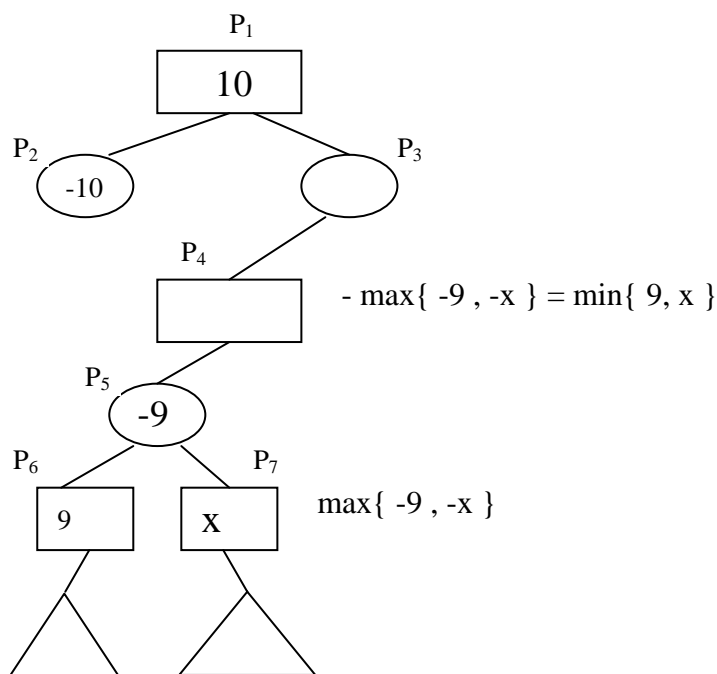 P₁
10
P₂
P₃
-10
P₄
- max{ -9 , -x } = min{ 9, x }
P₅
-9
P₆
P₇
9
x
max{ -9 , -x }